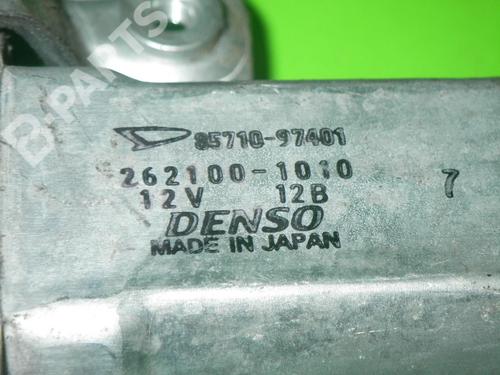 B-PARTS
85710-97401
262100-1010
12V 12B 7
DENSO
MADE IN JAPAN